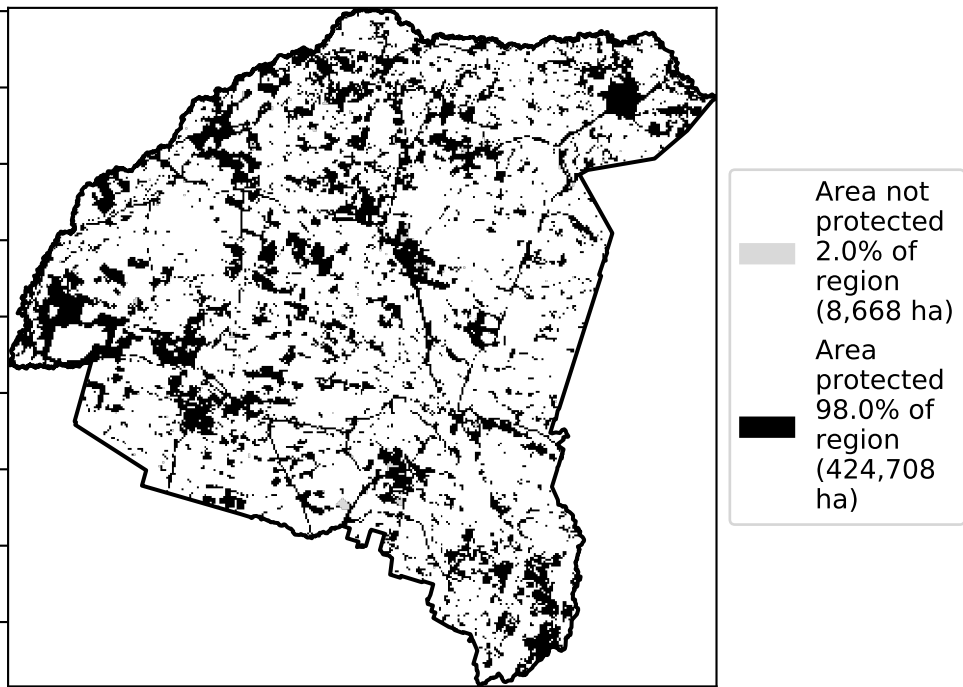 Area not
protected
2.0% of
region
(8,668 ha)
Area
protected
98.0% of
region
(424,708
ha)